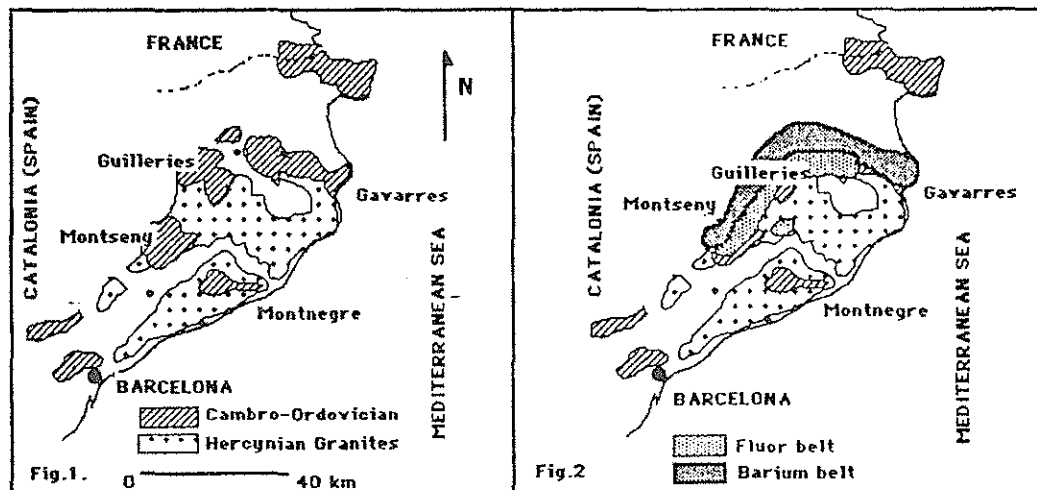 FRANCE
N
CATALONIA (SPAIN)
Guilleries
Gavarres
Montseny
Montnegre
MEDITERRANEAN SEA
BARCELONA
Cambro-Ordovician
Hercynian Granites
Fig.1.
0 40 km
FRANCE
CATALONIA (SPAIN)
Guilleries
Gavarres
Montseny
Montnegre
MEDITERRANEAN SEA
BARCELONA
Fluor belt
Barium belt
Fig.2